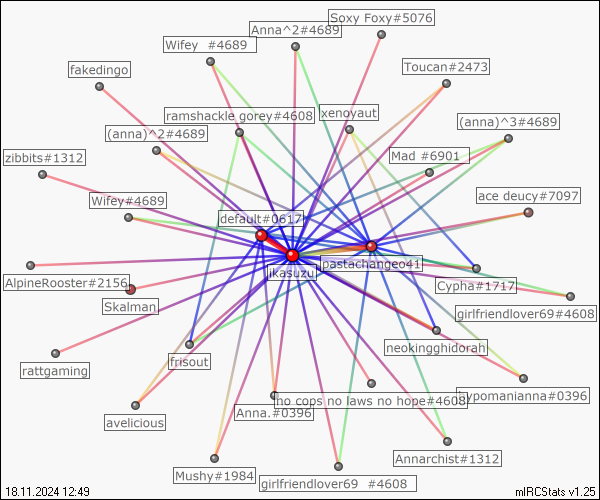 Soxy Foxy#5076
Anna^2#4689
Wifey  #4689
Toucan#2473
fakedingo
xenoyaut
ramshackle gorey#4608
(anna)^3#4689
(anna)^2#4689
Mad #6901
zibbits#1312
ace deucy#7097
Wifey#4689
default#0617
pastachangeo41
jkasuzu
AlpineRooster#2156
Cypha#1717
Skalman
girlfriendlover69#4608
neokingghidorah
frisout
rattgaming
hypomanianna#0396
no cops no laws no hope#4608
Anna.#0396
avelicious
Annarchist#1312
Mushy#1984
girlfriendlover69  #4608
18.11.2024 12:49
mIRCStats v1.25